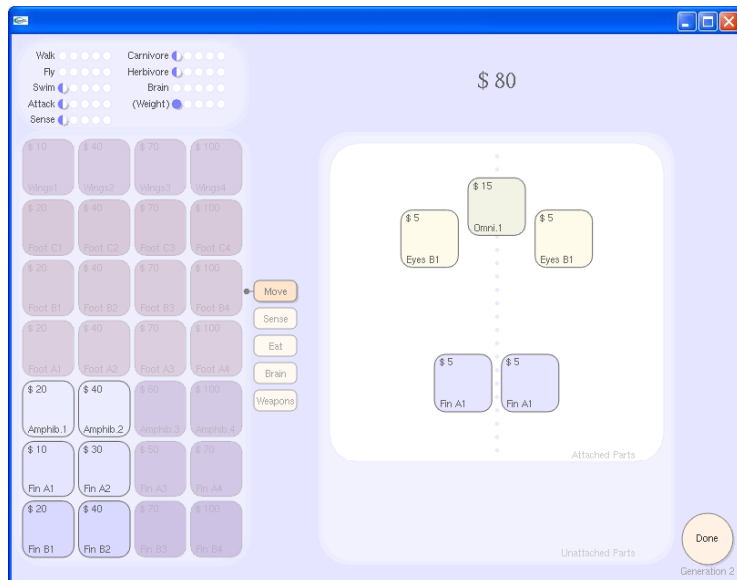 Walk
Carnivore
Fly
Herbivore
Swim
Brain
Attack
(Weight)
Sense
$ 80
$ 10 $ 40 $ 70 $ 100
Wings1 Wings2 Wings3 Wings4
$ 20 $ 40 $ 70 $ 100
Foot C1 Foot C2 Foot C3 Foot C4
$ 20 $ 40 $ 70 $ 100
Foot B1 Foot B2 Foot B3 Foot B4
$ 20 $ 40 $ 70 $ 100
Foot A1 Foot A2 Foot A3 Foot A4
$ 20 $ 40 $ 60 $ 100
Amphib.1 Amphib.2 Amphib.3 Amphib.4
$ 10 $ 30 $ 50 $ 70
Fin A1 Fin A2 Fin A3 Fin A4
$ 20 $ 40 $ 70 $ 100
Fin B1 Fin B2 Fin B3 Fin B4
Move
Sense
Eat
Brain
Weapons
$ 15
Omni.1
$ 5 $ 5
Eyes B1 Eyes B1
$ 5 $ 5
Fin A1 Fin A1
Attached Parts
Unattached Parts
Done
Generation 2